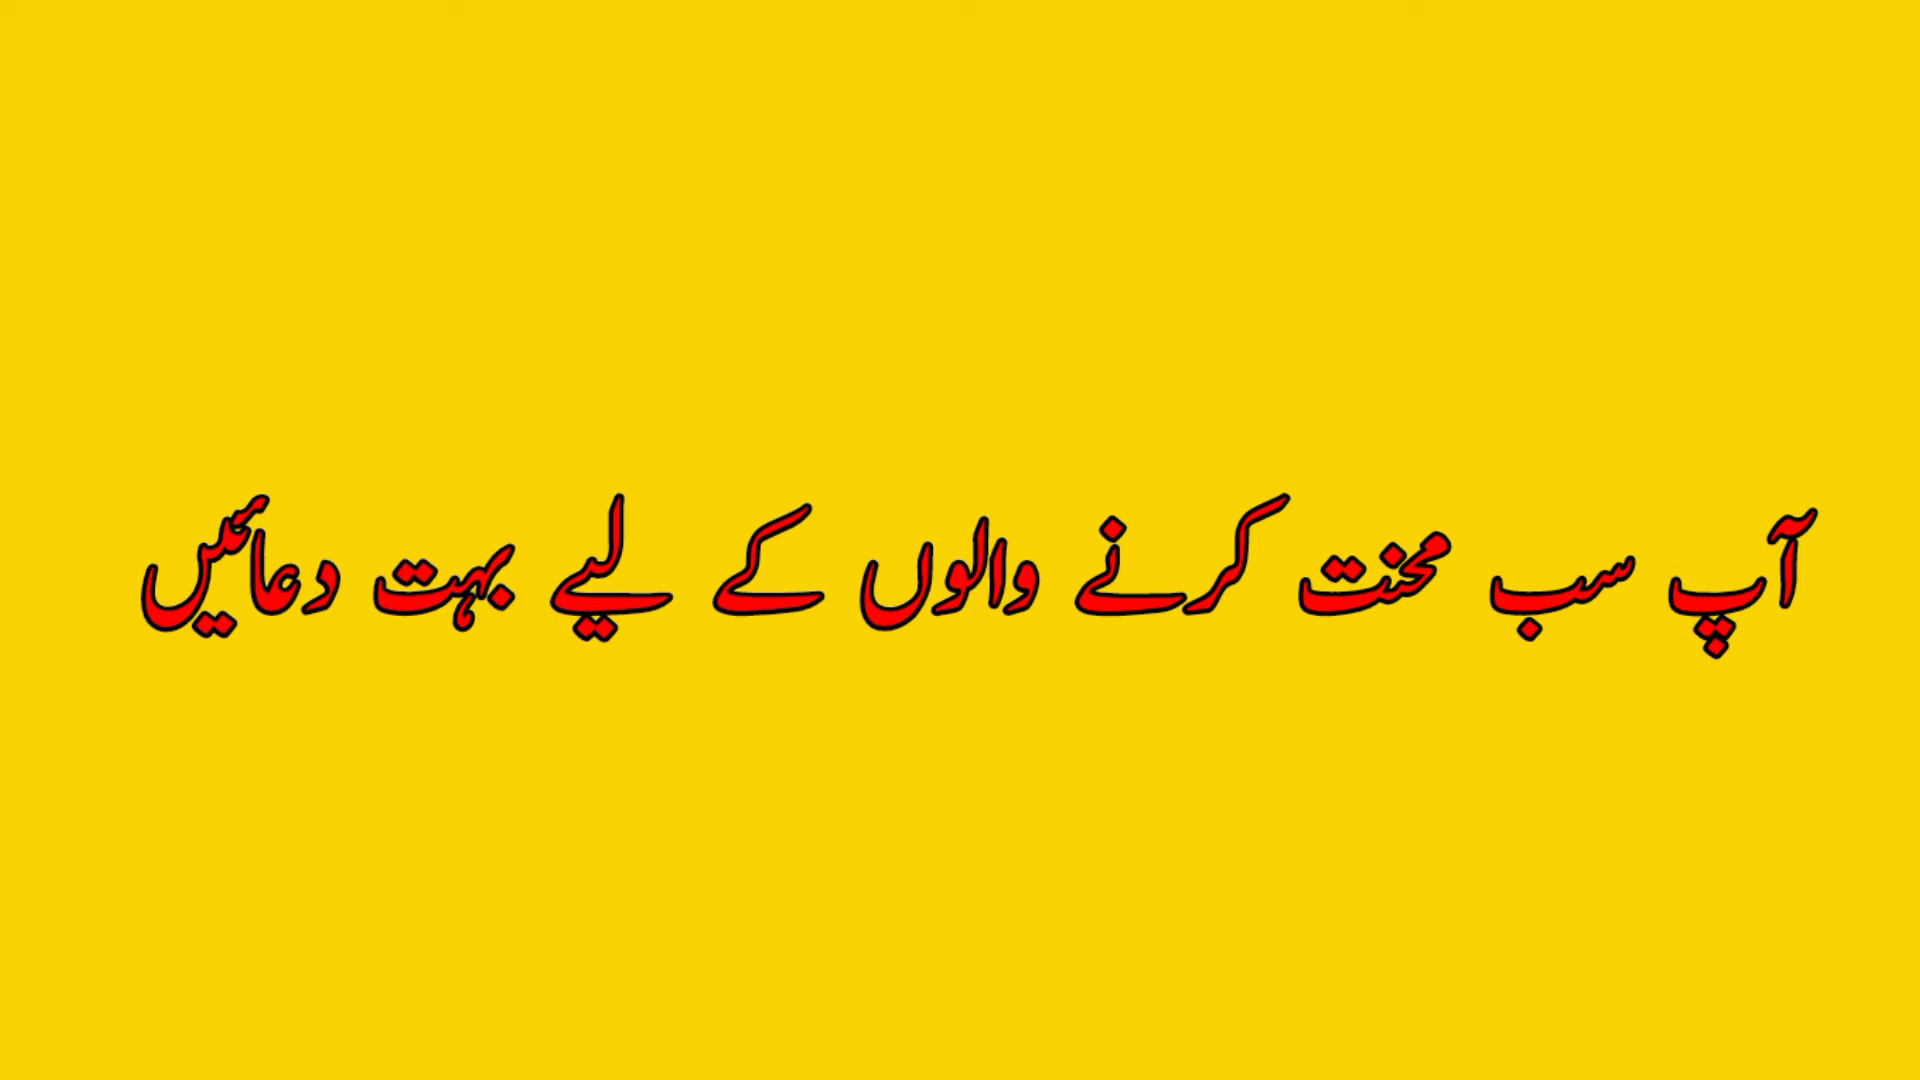 آپ سب محنت کرنے والوں کے لیے بہت دعائیں